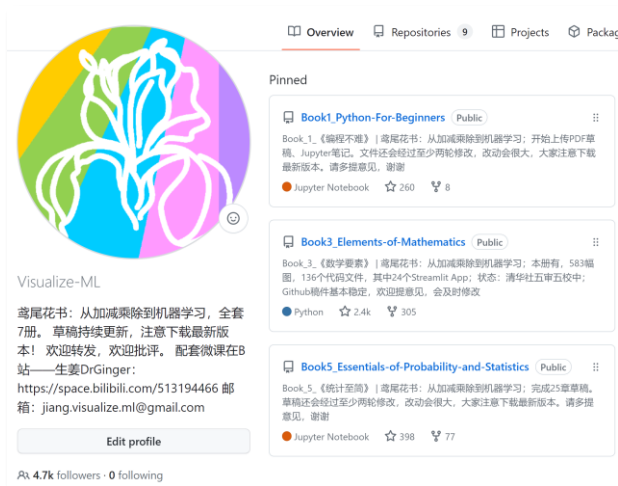 Overview
Repositories 9
Projects
Packag
Pinned
Book1_Python-For-Beginners Public
Book_1_《编程不难》 | 鸢尾花书：从加减乘除到机器学习；开始上传PDF草
稿、Jupyter笔记。文件还会经过至少两轮修改，改动会很大，大家注意下载
最新版本。请多提意见，谢谢
Jupyter Notebook 260 8
Book3_Elements-of-Mathematics Public
Book_3_《数学要素》 | 鸢尾花书：从加减乘除到机器学习；本册有，583幅
图，136个代码文件，其中24个Streamlit App；状态：清华社五审五校中；
Github稿件基本稳定，欢迎提意见，会及时修改
Python 2.4k 305
Book5_Essentials-of-Probability-and-Statistics Public
Book_5_《统计至简》 | 鸢尾花书：从加减乘除到机器学习；完成25章草稿。
草稿还会经过至少两轮修改，改动会很大，大家注意下载最新版本。请多提
意见，谢谢
Jupyter Notebook 398 77
Visualize-ML
鸢尾花书：从加减乘除到机器学习，全套
7册。 草稿持续更新，注意下载最新版
本！ 欢迎转发，欢迎批评。 配套微课在B
站——生姜DrGinger：
https://space.bilibili.com/513194466 邮
箱：jiang.visualize.ml@gmail.com
Edit profile
4.7k followers · 0 following